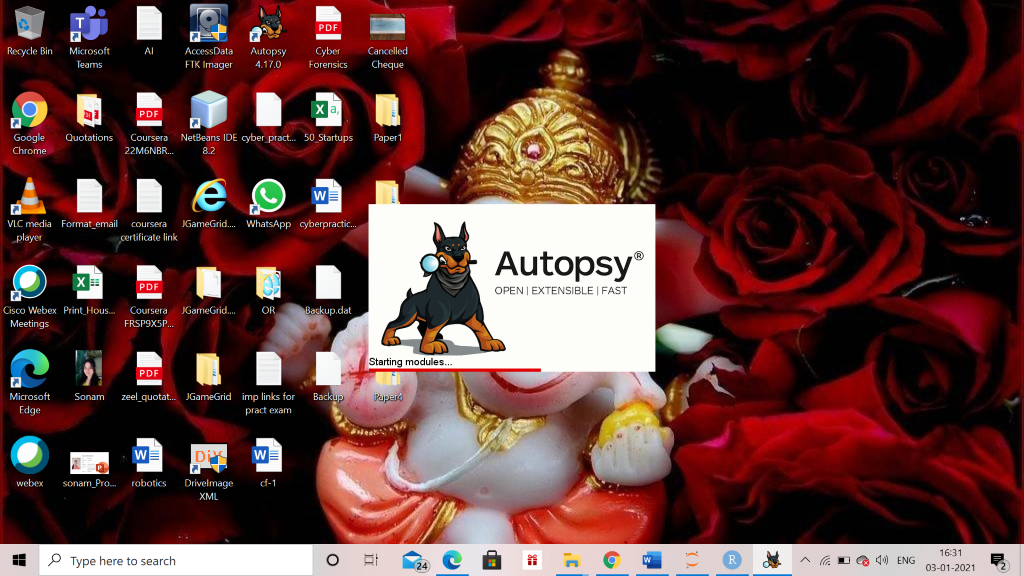 Recycle Bin
Microsoft
Teams
AI
AccessData
FTK Imager
Autopsy
4.17.0
PDF
Cyber
Forensics
Cancelled
Cheque
Google
Chrome
Quotations
PDF
Coursera
22M6NBR...
NetBeans IDE
8.2
cyber_pract...
50_Startups
Paper1
VLC media
player
Format_email
coursera
certificate link
JGameGrid....
WhatsApp
cyberpractic...
Autopsy®
OPEN | EXTENSIBLE | FAST
Starting modules...
Cisco Webex
Meetings
Print_Hous...
PDF
Coursera
FRSP9X5P...
JGameGrid....
OR
Backup.dat
Microsoft
Edge
Sonam
PDF
zeel_quotat...
JGameGrid
imp links for
pract exam
Backup
Paper4
webex
sonam_Pro...
robotics
DriveImage
XML
cf-1
Type here to search
24
ENG
16:31
03-01-2021
2